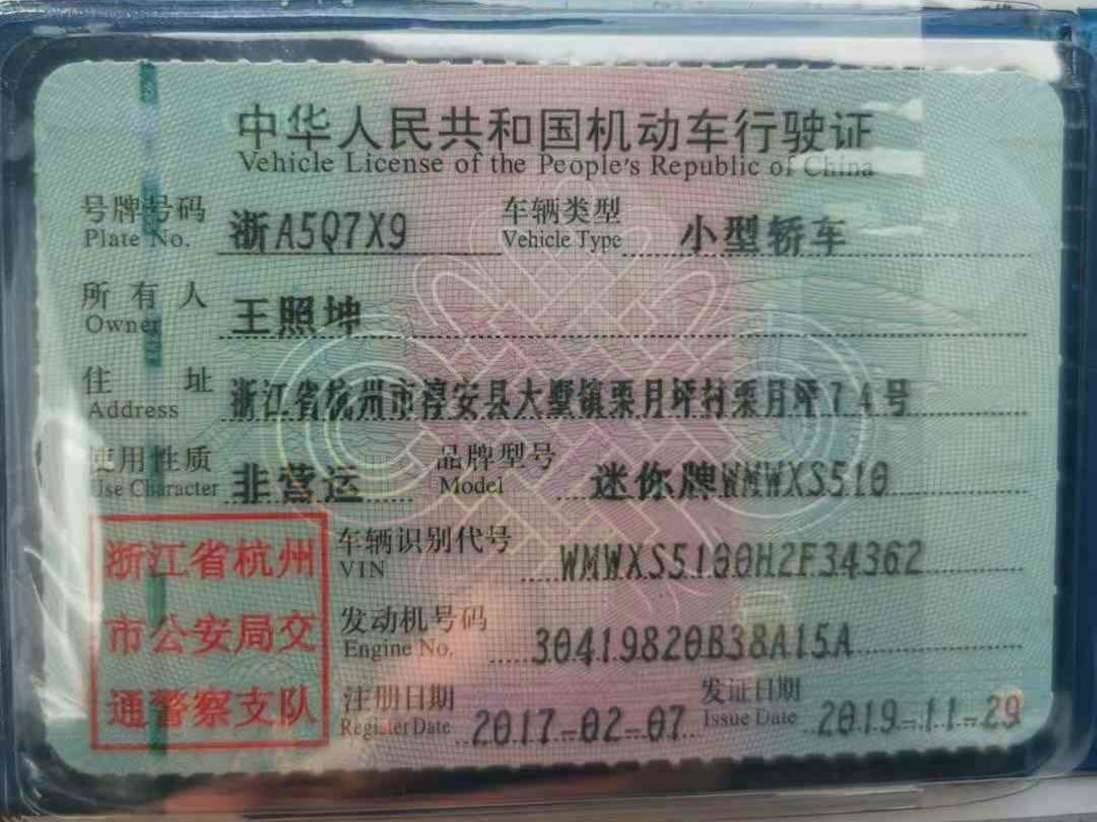 中华人民共和国机动车行驶证
Vehicle License of the People's Republic of China
号牌号码 浙A5Q7X9 车辆类型 小型轿车
Plate No. Vehicle Type
所有人 王照坤
Owner
住址 浙江省杭州市淳安县大墅镇栗月坪村栗月坪74号
Address
使用性质 非营运 品牌型号 迷你牌WMWXS510
Use Character Model
浙江省杭州
市公安局交
通警察支队
车辆识别代号 WMWXS5100H2F34362
VIN
发动机号码 30419820B38A15A
Engine No.
注册日期 2017-02-07 发证日期 2019-11-29
Register Date Issue Date